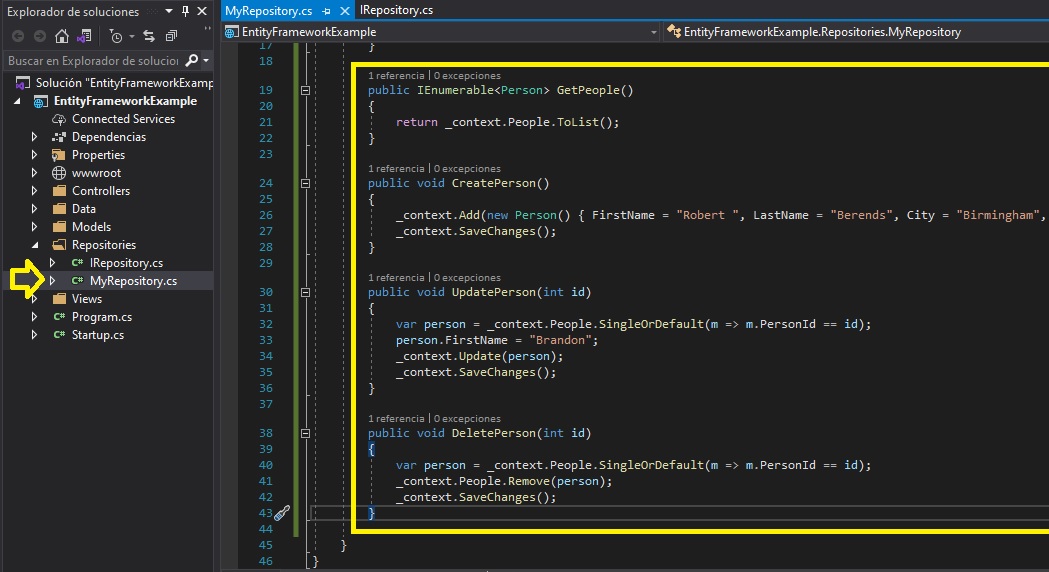 Explorador de soluciones
Buscar en Explorador de solucion
Solución "EntityFrameworkExamp
EntityFrameworkExample
Connected Services
Dependencias
Properties
wwwroot
Controllers
Data
Models
Repositories
IRepository.cs
MyRepository.cs
Views
Program.cs
Startup.cs
MyRepository.cs IRepository.cs
EntityFrameworkExample EntityFrameworkExample.Repositories.MyRepository
17 }
18
1 referencia | 0 excepciones
19 public IEnumerable<Person> GetPeople()
20 {
21 return _context.People.ToList();
22 }
23
1 referencia | 0 excepciones
24 public void CreatePerson()
25 {
26 _context.Add(new Person() { FirstName = "Robert ", LastName = "Berends", City = "Birmingham",
27 _context.SaveChanges();
28 }
29
1 referencia | 0 excepciones
30 public void UpdatePerson(int id)
31 {
32 var person = _context.People.SingleOrDefault(m => m.PersonId == id);
33 person.FirstName = "Brandon";
34 _context.Update(person);
35 _context.SaveChanges();
36 }
37
1 referencia | 0 excepciones
38 public void DeletePerson(int id)
39 {
40 var person = _context.People.SingleOrDefault(m => m.PersonId == id);
41 _context.People.Remove(person);
42 _context.SaveChanges();
43 }
44
45 }
46 }